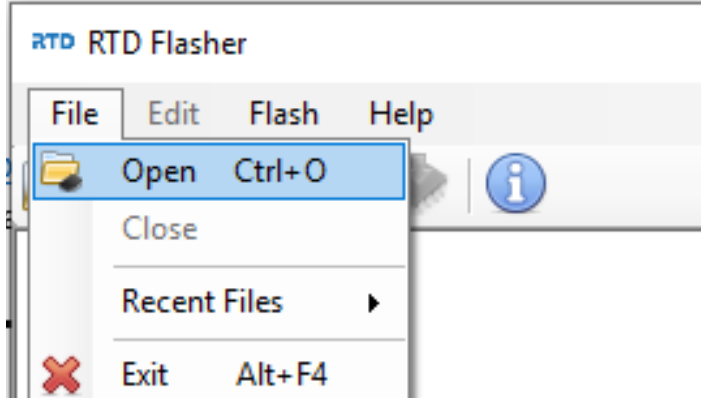 RTD RTD Flasher
File Edit Flash Help
Open Ctrl+O
Close
Recent Files
Exit Alt+F4